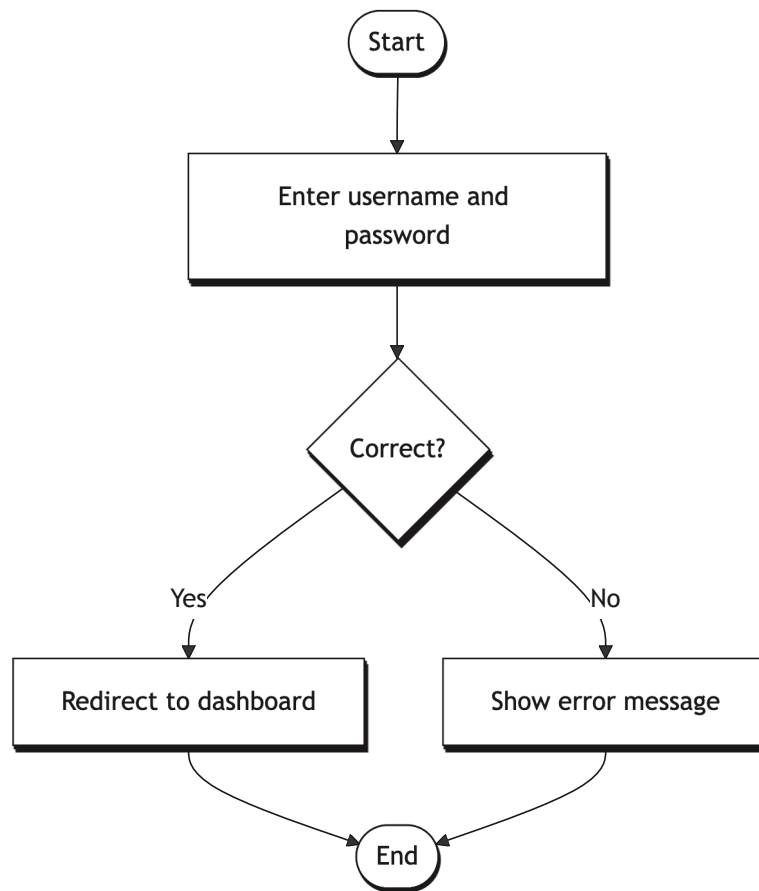 Start
Enter username and
password
Correct?
Yes
No
Redirect to dashboard
Show error message
End